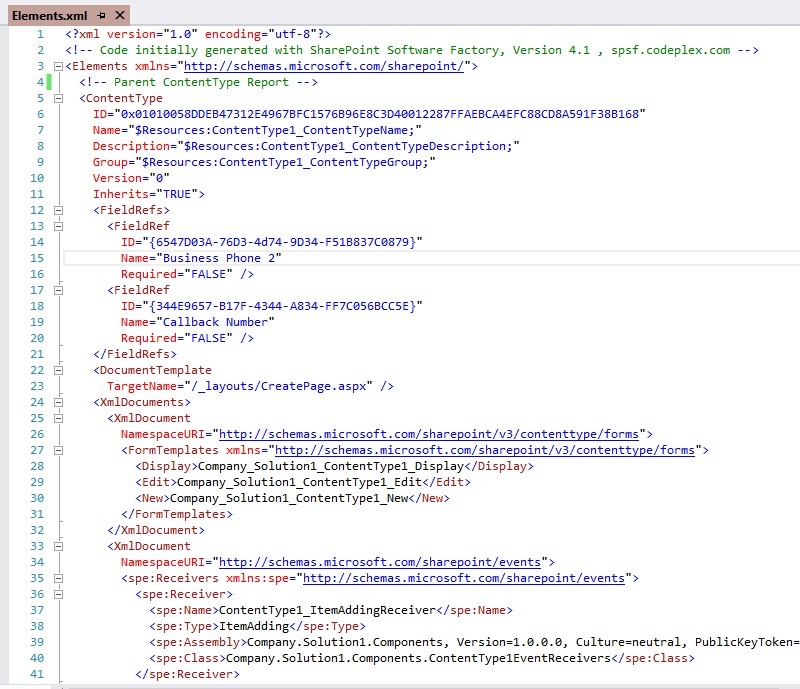 Elements.xml
1 <?xml version="1.0" encoding="utf-8"?>
2 <!-- Code initially generated with SharePoint Software Factory, Version 4.1 , spsf.codeplex.com -->
3 <Elements xmlns="http://schemas.microsoft.com/sharepoint/">
4 <!-- Parent ContentType Report -->
5 <ContentType
6 ID="0x01010058DDEB47312E4967BFC1576B96E8C3D40012287FFAEBCA4EFC88CD8A591F38B168"
7 Name="$Resources:ContentType1_ContentTypeName;"
8 Description="$Resources:ContentType1_ContentTypeDescription;"
9 Group="$Resources:ContentType1_ContentTypeGroup;"
10 Version="0"
11 Inherits="TRUE">
12 <FieldRefs>
13 <FieldRef
14 ID="{6547D03A-76D3-4d74-9D34-F51B837C0879}"
15 Name="Business Phone 2"
16 Required="FALSE" />
17 <FieldRef
18 ID="{344E9657-B17F-4344-A834-FF7C056BCC5E}"
19 Name="Callback Number"
20 Required="FALSE" />
21 </FieldRefs>
22 <DocumentTemplate
23 TargetName="/_layouts/CreatePage.aspx" />
24 <XmlDocuments>
25 <XmlDocument
26 NamespaceURI="http://schemas.microsoft.com/sharepoint/v3/contenttype/forms">
27 <FormTemplates xmlns="http://schemas.microsoft.com/sharepoint/v3/contenttype/forms">
28 <Display>Company_Solution1_ContentType1_Display</Display>
29 <Edit>Company_Solution1_ContentType1_Edit</Edit>
30 <New>Company_Solution1_ContentType1_New</New>
31 </FormTemplates>
32 </XmlDocument>
33 <XmlDocument
34 NamespaceURI="http://schemas.microsoft.com/sharepoint/events">
35 <spe:Receivers xmlns:spe="http://schemas.microsoft.com/sharepoint/events">
36 <spe:Receiver>
37 <spe:Name>ContentType1_ItemAddingReceiver</spe:Name>
38 <spe:Type>ItemAdding</spe:Type>
39 <spe:Assembly>Company.Solution1.Components, Version=1.0.0.0, Culture=neutral, PublicKeyToken=
40 <spe:Class>Company.Solution1.Components.ContentType1EventReceivers</spe:Class>
41 </spe:Receiver>